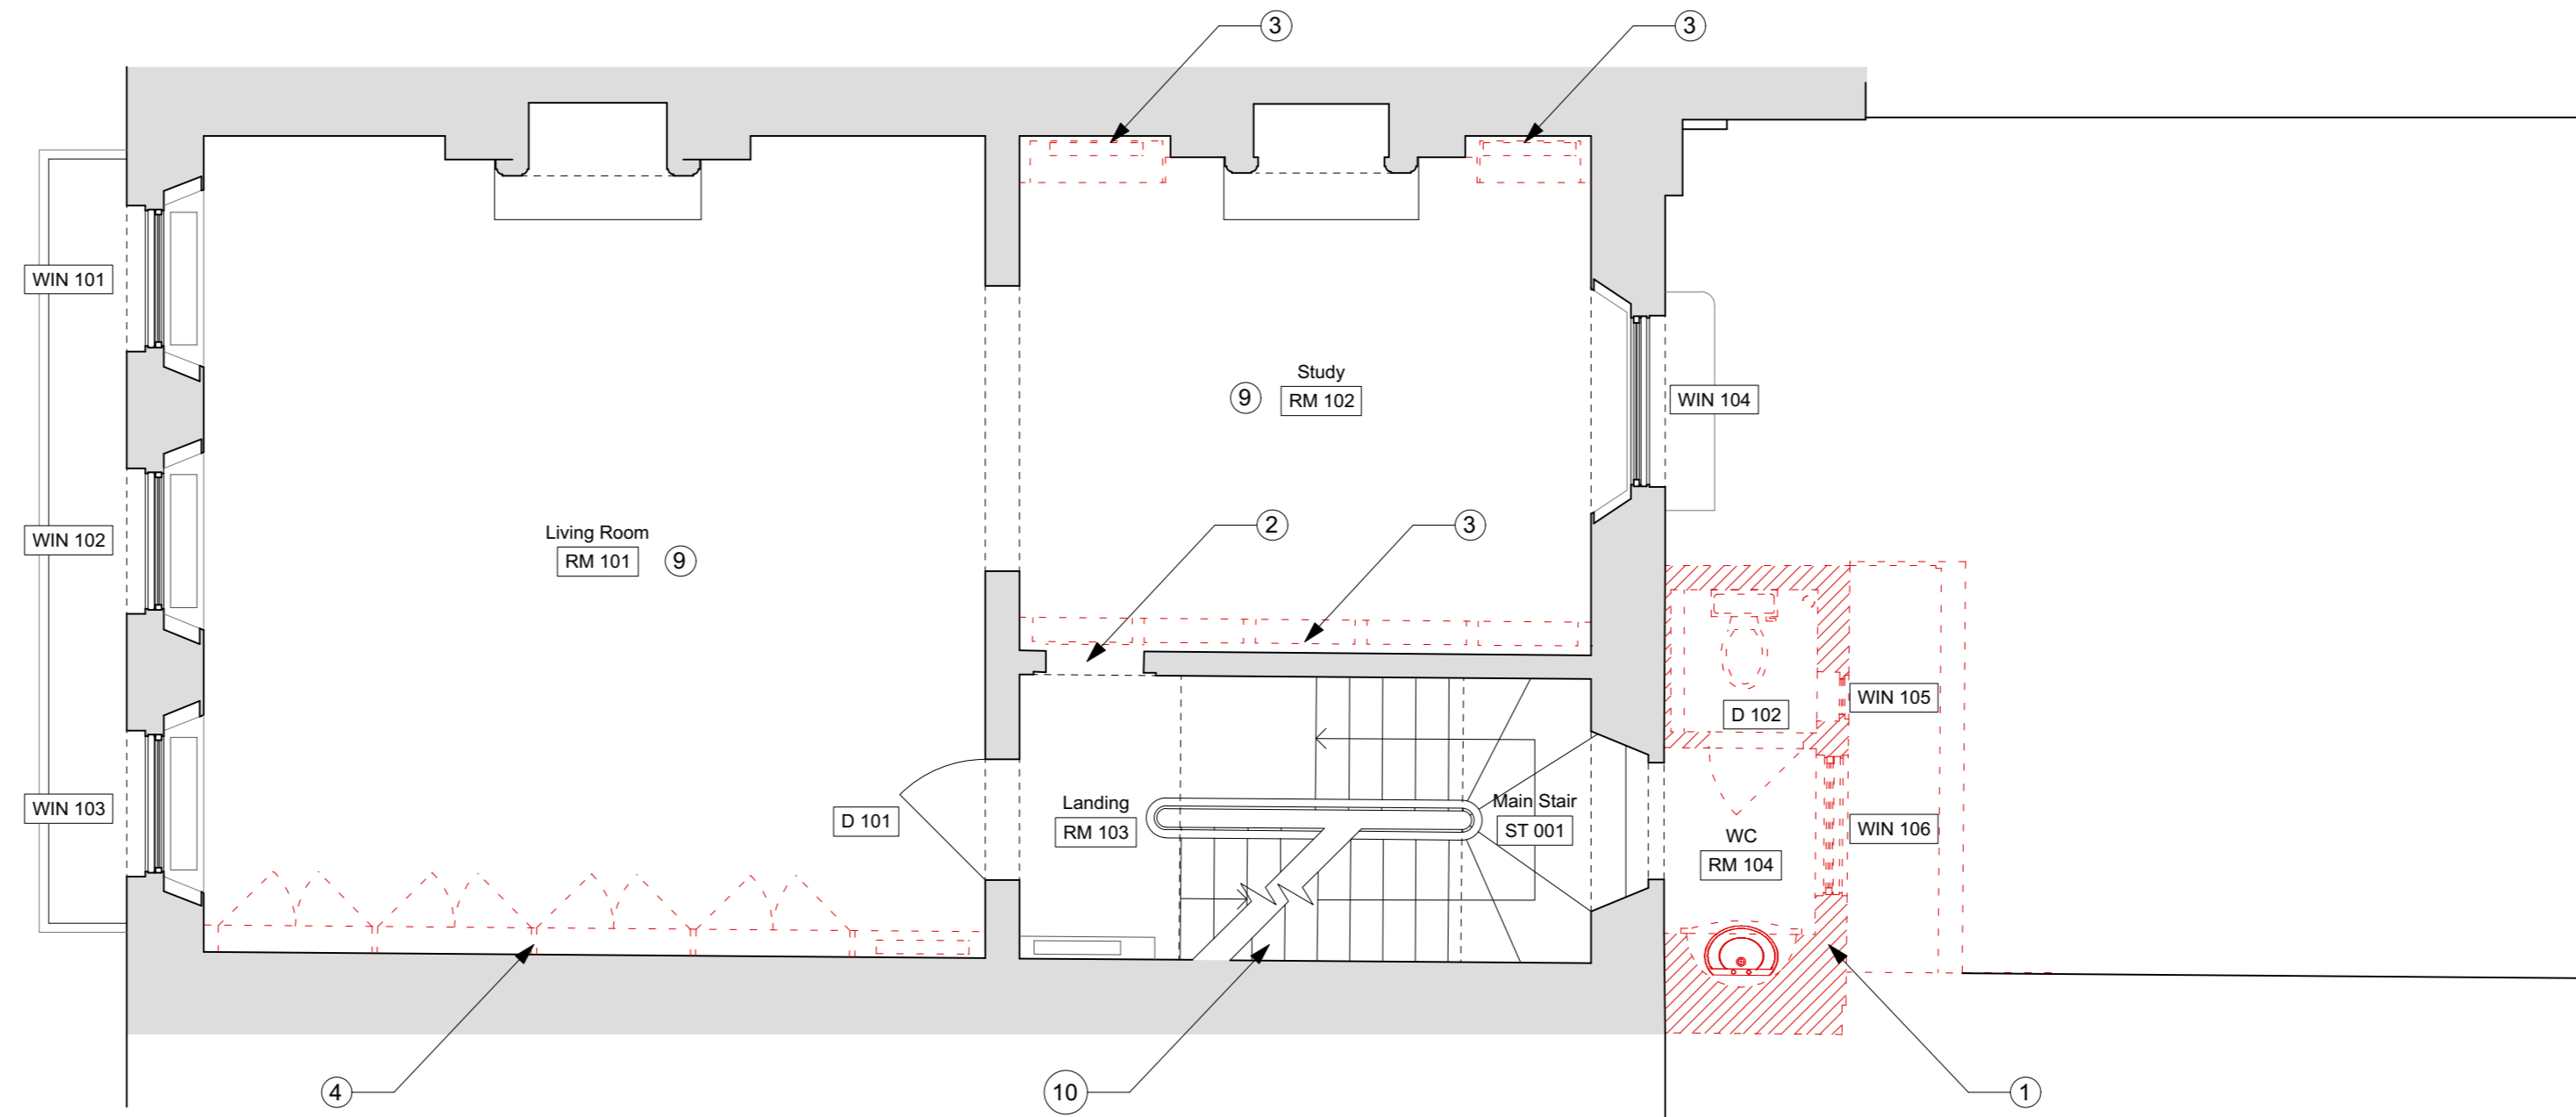 3
3
WIN 101
Study
9
RM 102
WIN 104
2
3
WIN 102
Living Room
RM 101
9
WIN 105
D 102
WIN 103
D 101
Landing
RM 103
Main Stair
ST 001
WIN 106
WC
RM 104
4
10
1